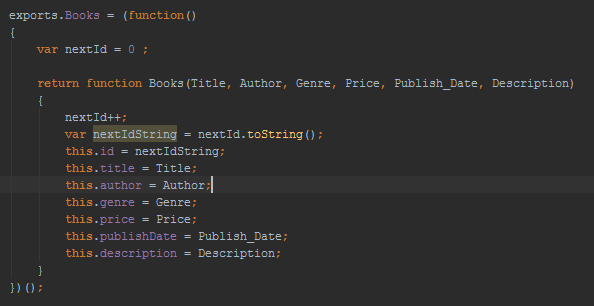 exports.Books = (function()
{
    var nextId = 0 ;
    return function Books(Title, Author, Genre, Price, Publish_Date, Description)
    {
        nextId++;
        var nextIdString = nextId.toString();
        this.id = nextIdString;
        this.title = Title;
        this.author = Author;
        this.genre = Genre;
        this.price = Price;
        this.publishDate = Publish_Date;
        this.description = Description;
    }
})();